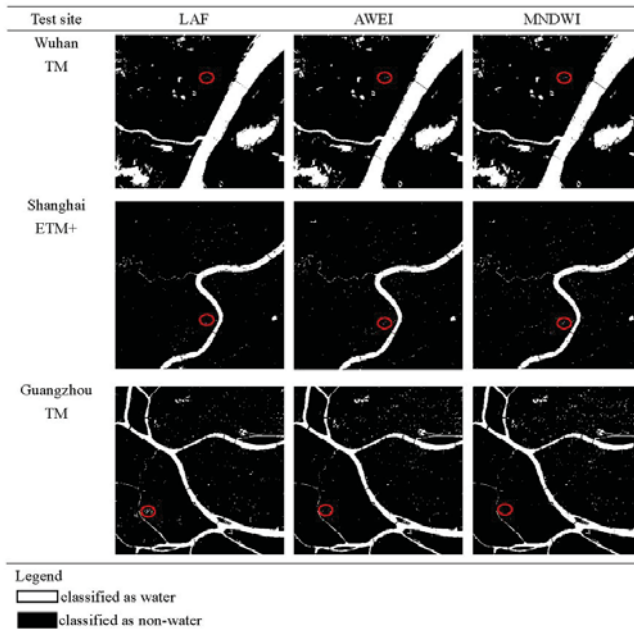 Test site LAF AWEI MNDWI
Wuhan
TM
Shanghai
ETM+
Guangzhou
TM
Legend
classified as water
classified as non-water